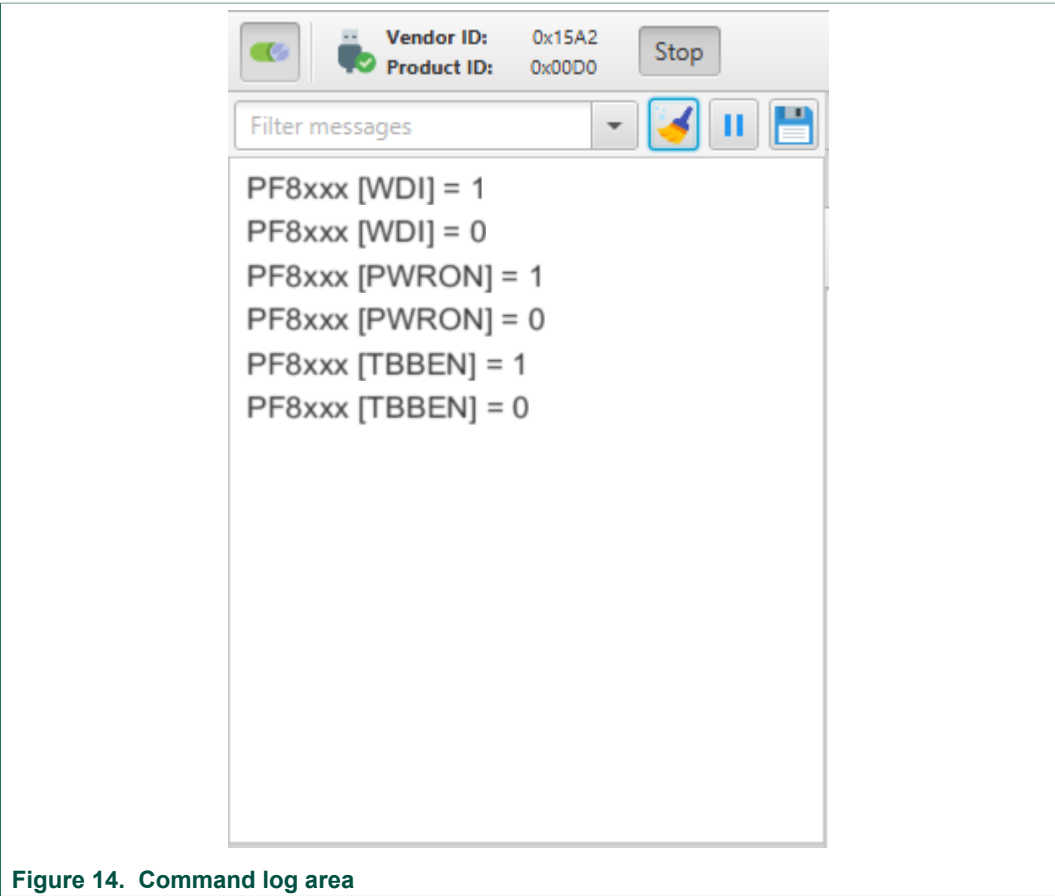 Vendor ID: 0x15A2
Product ID: 0x00D0
Stop
Filter messages
PF8xxx [WDI] = 1
PF8xxx [WDI] = 0
PF8xxx [PWRON] = 1
PF8xxx [PWRON] = 0
PF8xxx [TBBEN] = 1
PF8xxx [TBBEN] = 0
Figure 14. Command log area